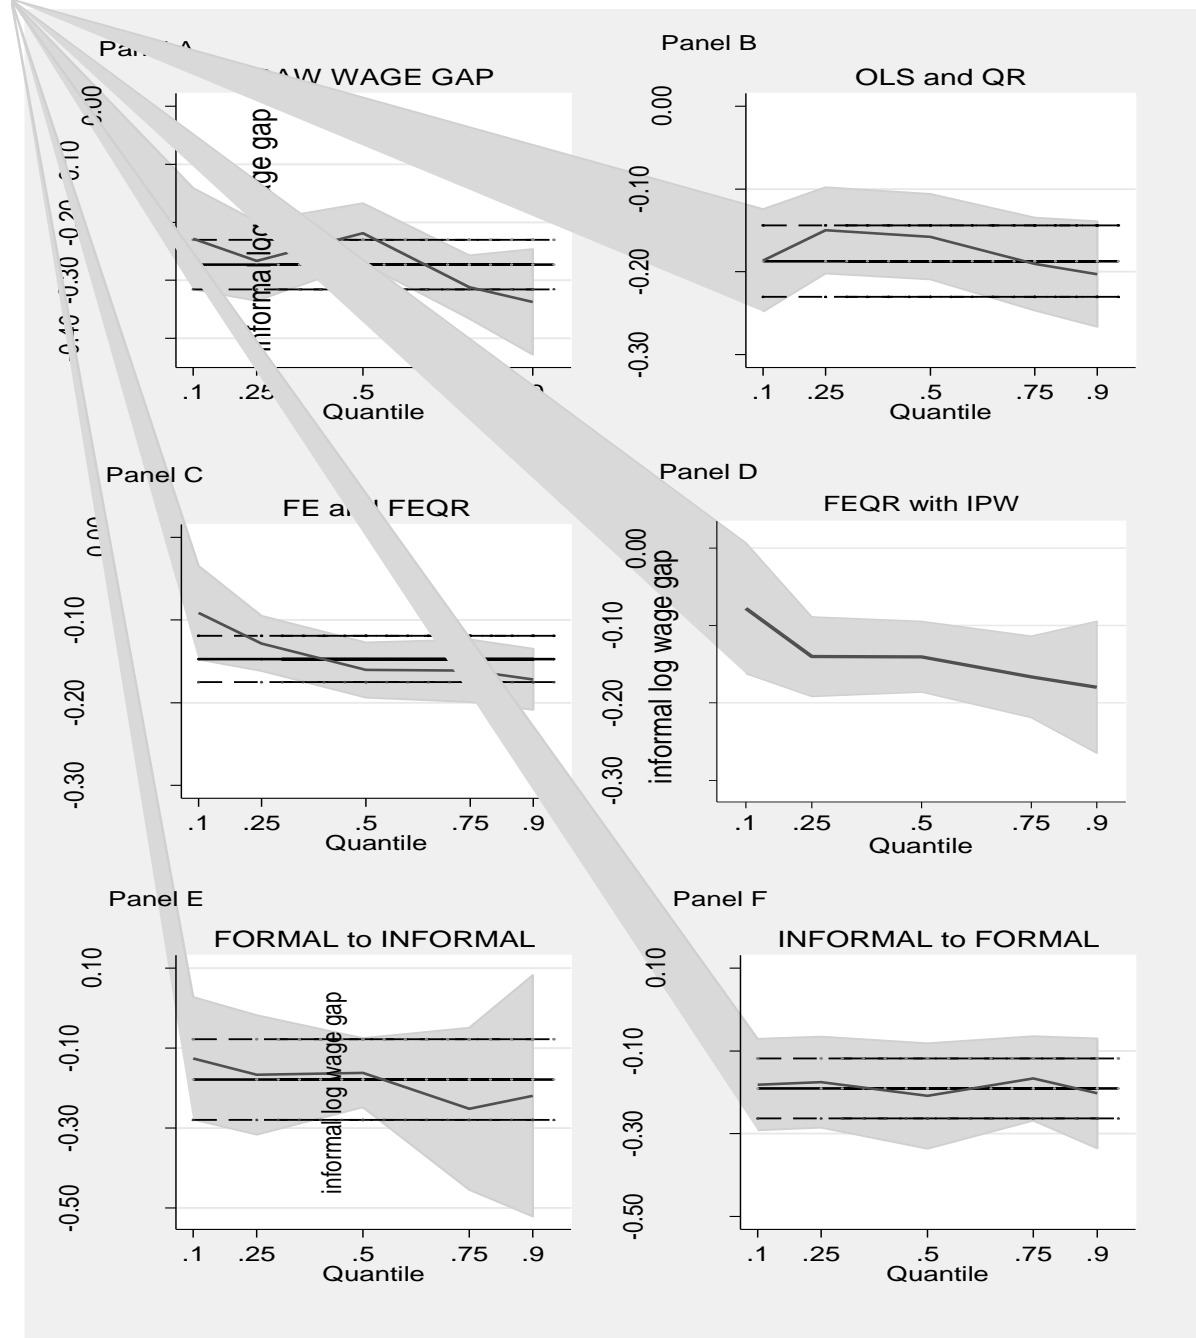 Panel B
AW WAGE GAP
OLS and QR
0.00
-0.20
-0.30
informal log wage gap
.1
.25
Quantile
0.00
-0.10
-0.20
-0.30
.1
.25
.5
.75
.9
Quantile
Panel C
FEQR
-0.10
-0.20
-0.30
.1
.25
.5
.75
.9
Quantile
Panel D
FEQR with IPW
0.00
-0.10
-0.20
-0.30
informal log wage gap
.1
.25
.5
.75
.9
Quantile
Panel E
FORMAL to INFORMAL
0.10
-0.10
-0.30
-0.50
informal log wage gap
.1
.25
.5
.75
.9
Quantile
Panel F
INFORMAL to FORMAL
0.10
-0.10
-0.30
-0.50
.1
.25
.5
.75
.9
Quantile